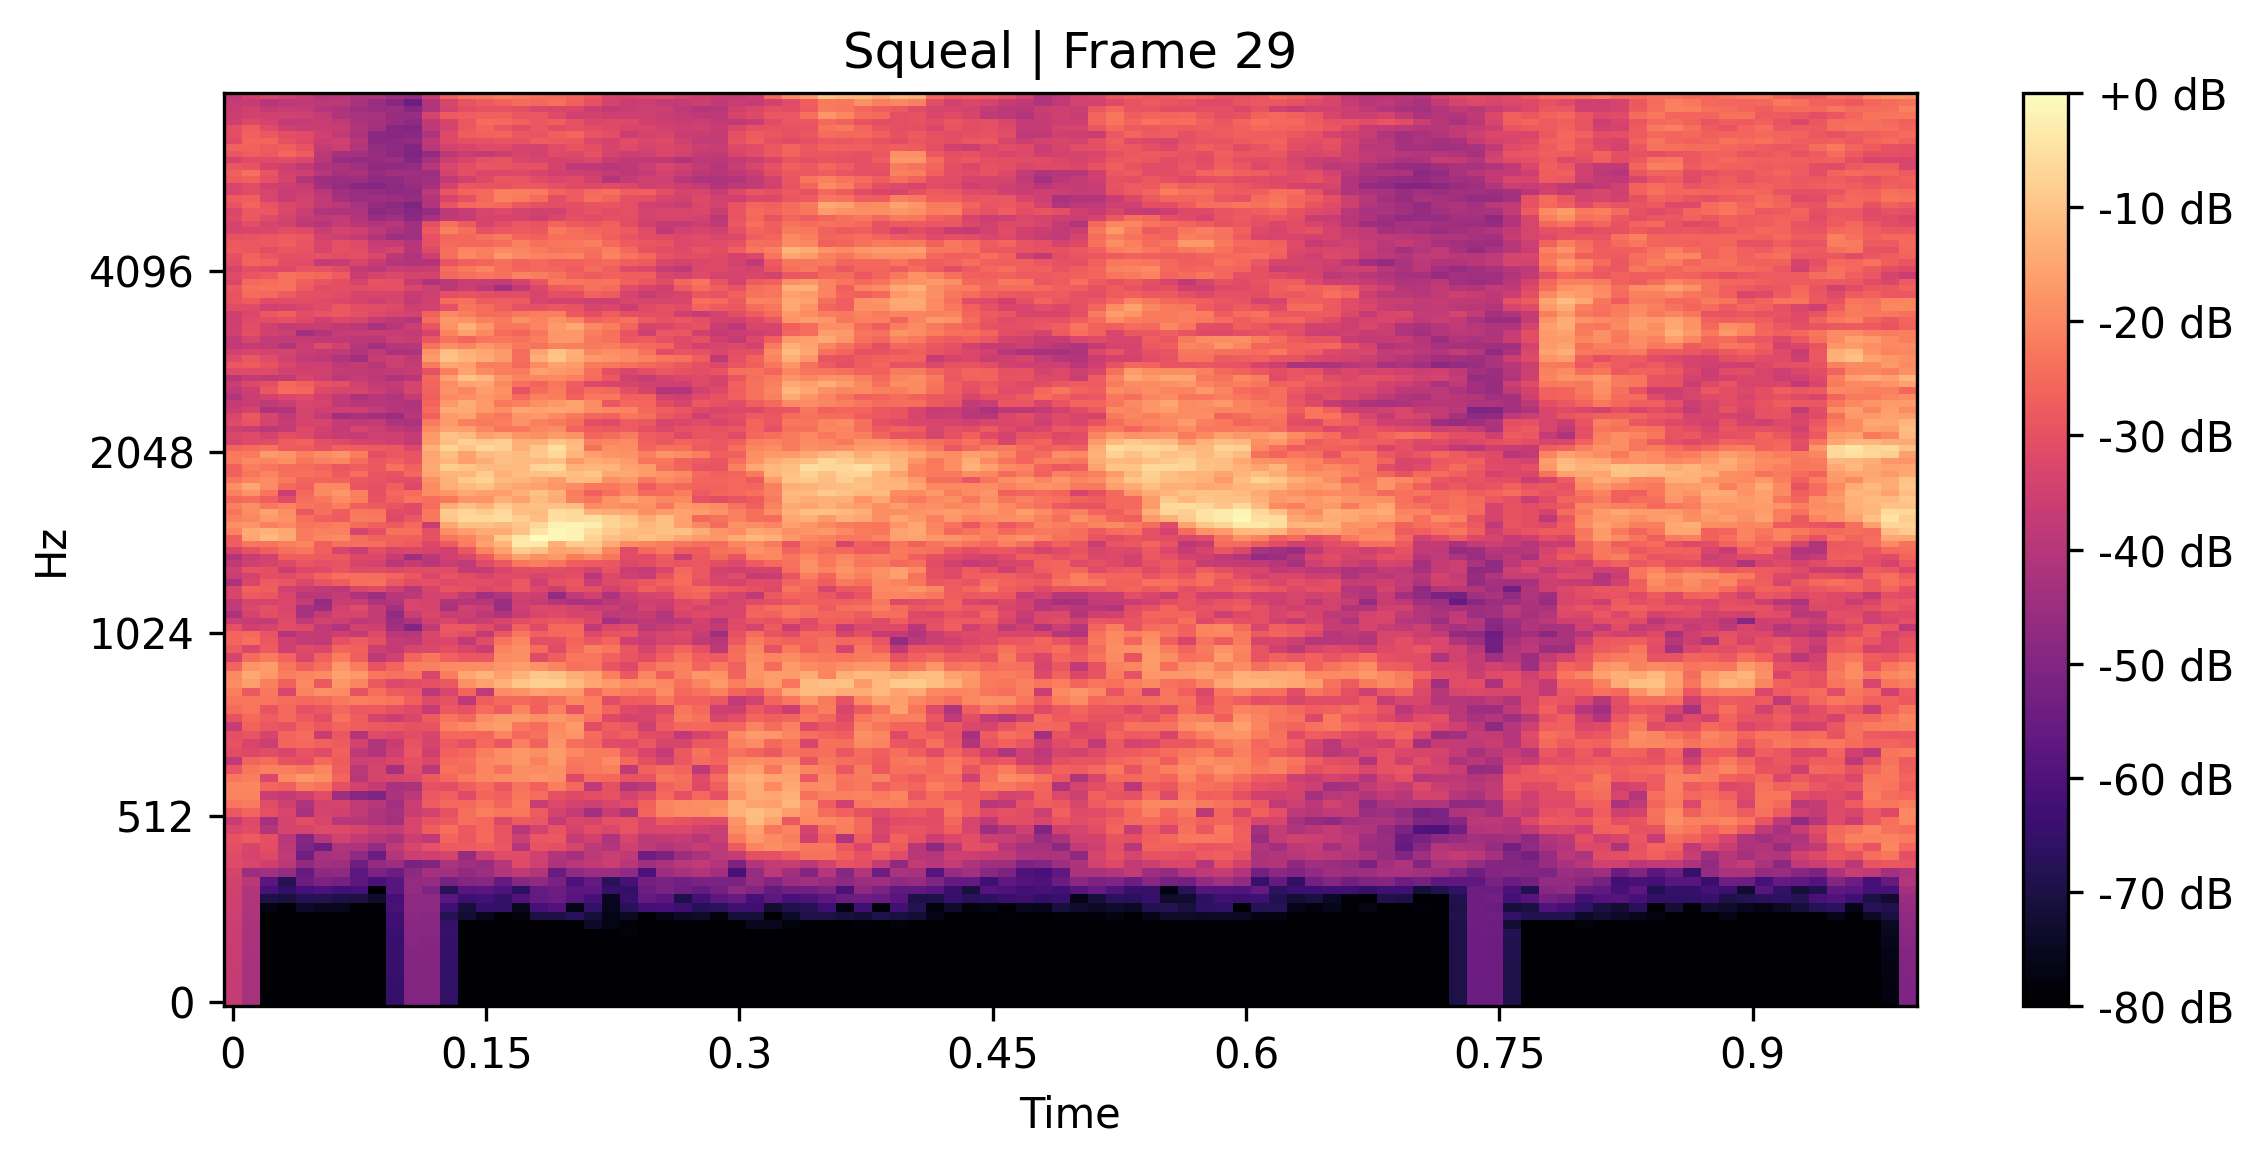 Squeal | Frame 29
Hz
4096
2048
1024
512
0
0 0.15 0.3 0.45 0.6 0.75 0.9
Time
+0 dB
-10 dB
-20 dB
-30 dB
-40 dB
-50 dB
-60 dB
-70 dB
-80 dB